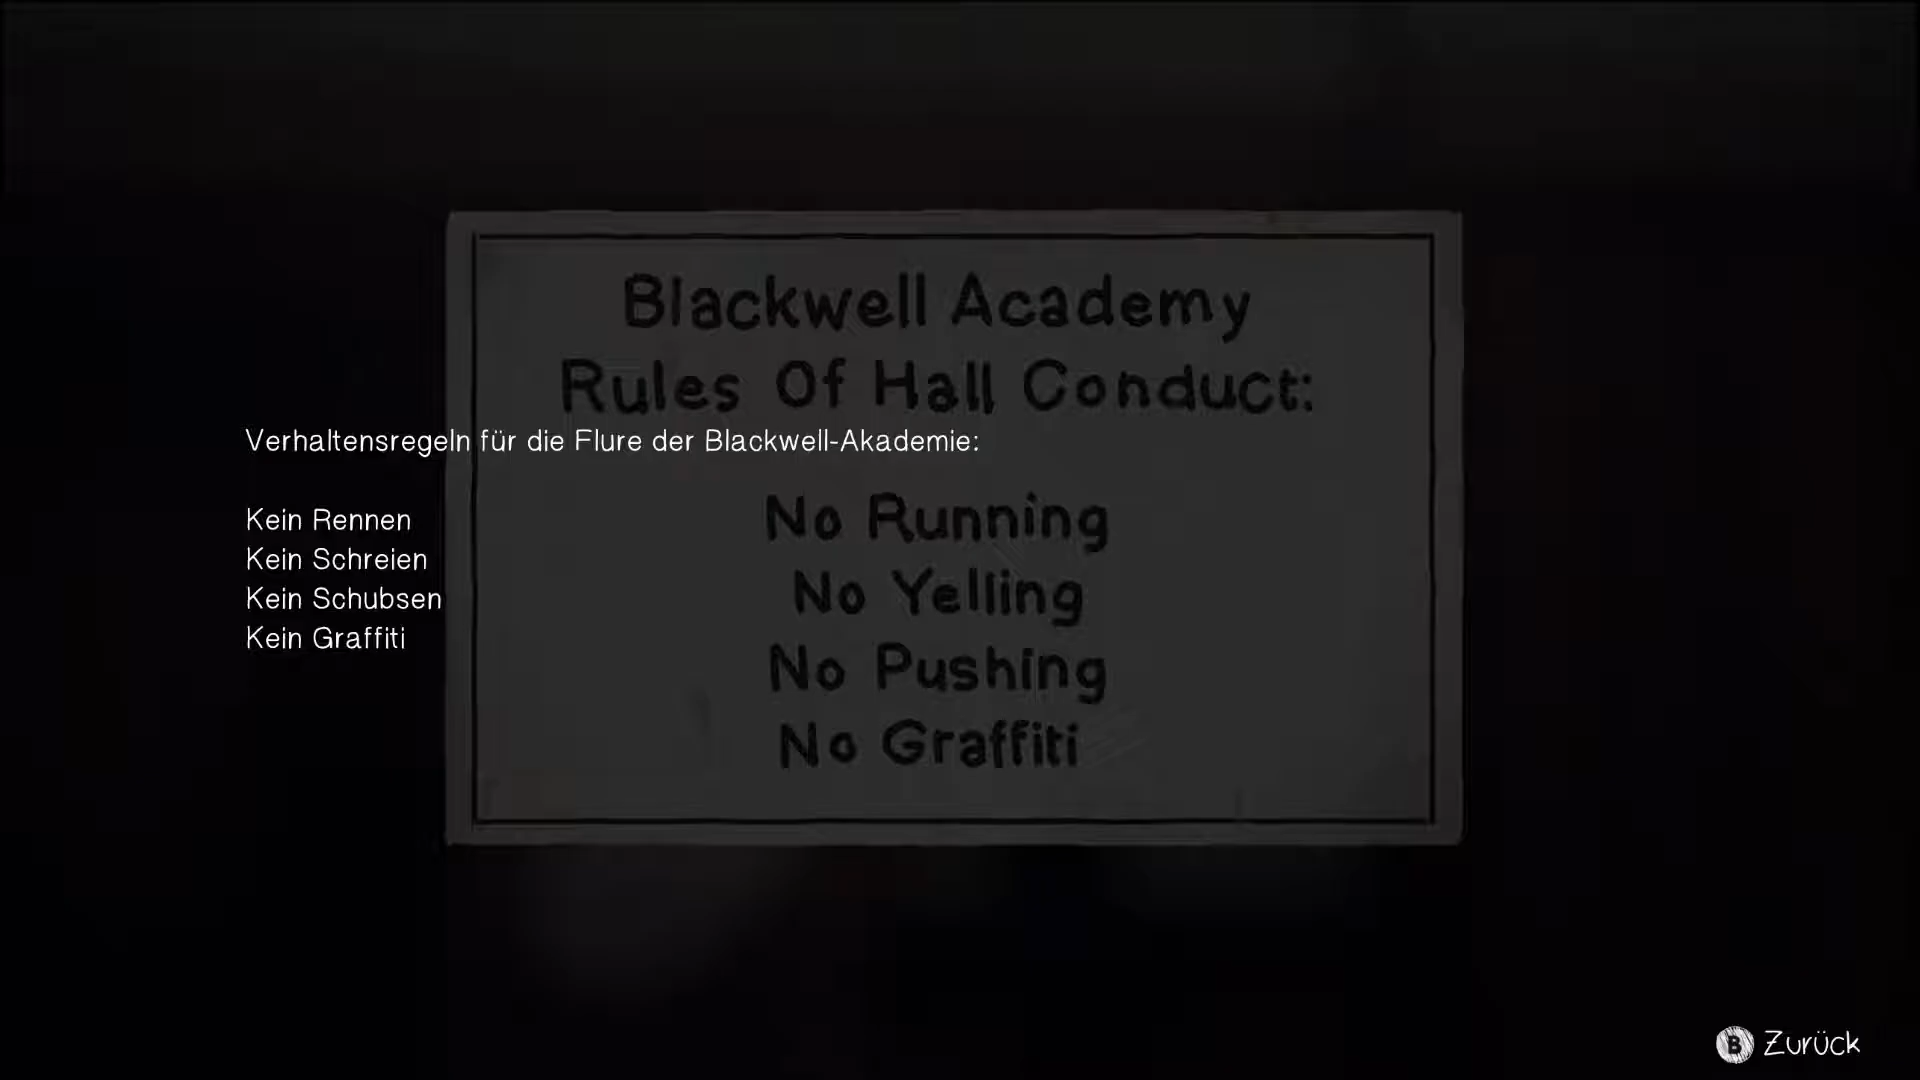 Blackwell Academy
Rules Of Hall Conduct:
No Running
No Yelling
No Pushing
No Graffiti
Verhaltensregeln für die Flure der Blackwell-Akademie:
Kein Rennen
Kein Schreien
Kein Schubsen
Kein Graffiti
B Zurück